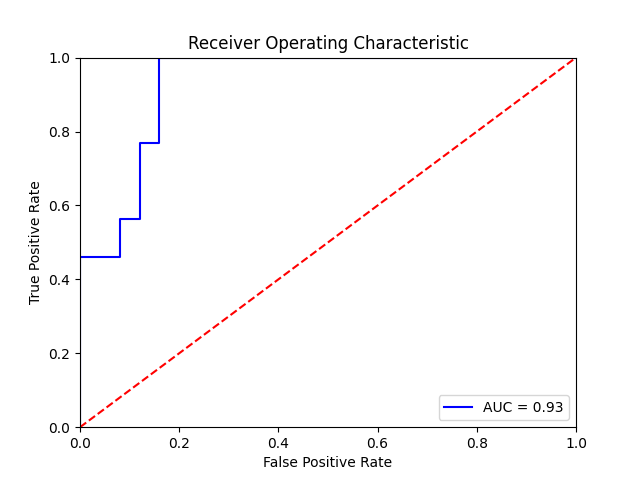 Receiver Operating Characteristic
1.0
0.8
0.6
0.4
0.2
0.0
True Positive Rate
AUC = 0.93
0.0 0.2 0.4 0.6 0.8 1.0
False Positive Rate